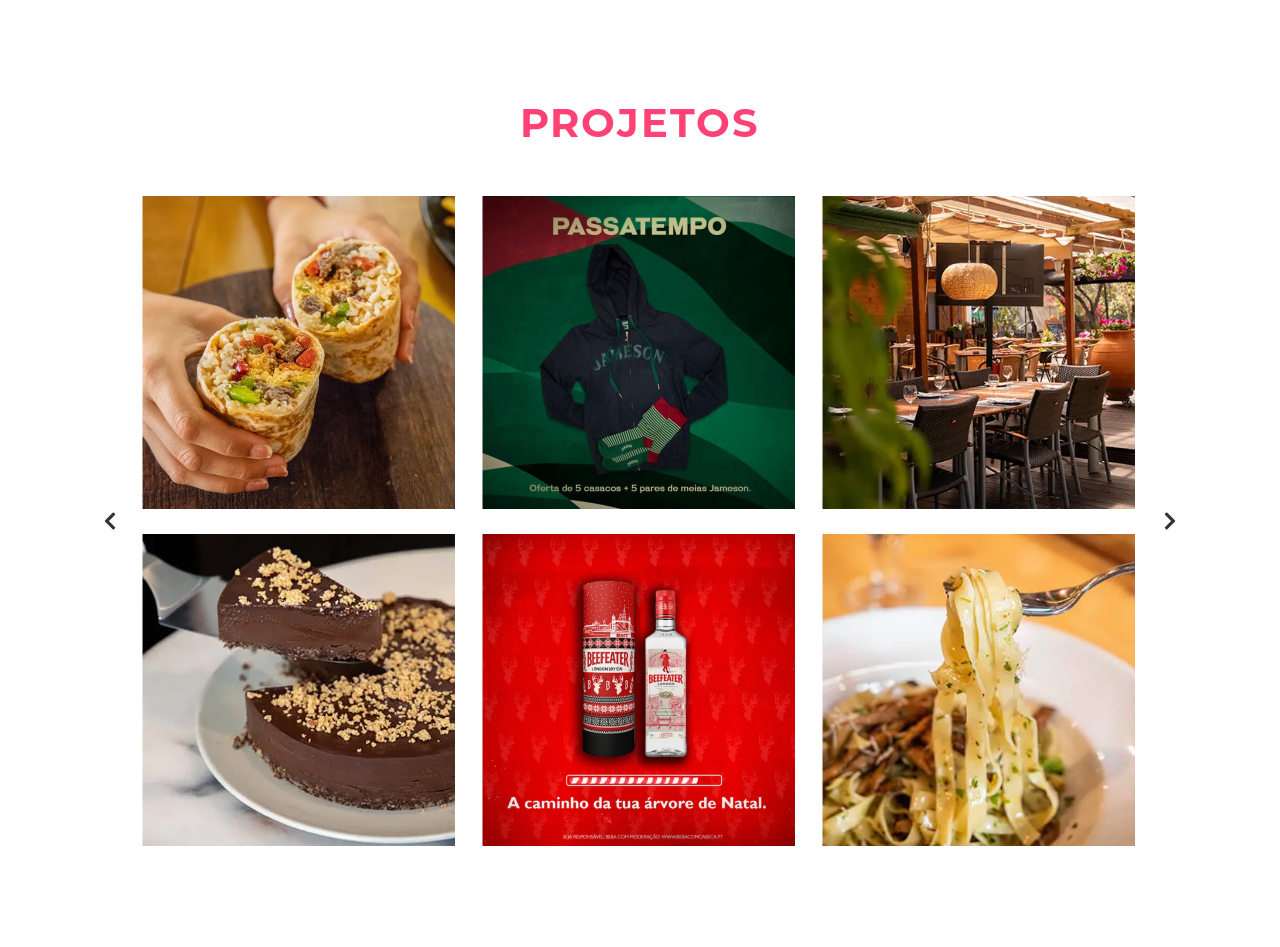 PROJETOS
PASSATEMPO
JAMESON
Oferta de 5 casacos + 5 pares de meias Jameson.
BEEFEATER
LONDON DRY GIN
B B
BEEFEATER
LONDON
A caminho da tua árvore de Natal.
SEJA RESPONSÁVEL. BEBA COM MODERAÇÃO. WWW.BEBACOMCABECA.PT